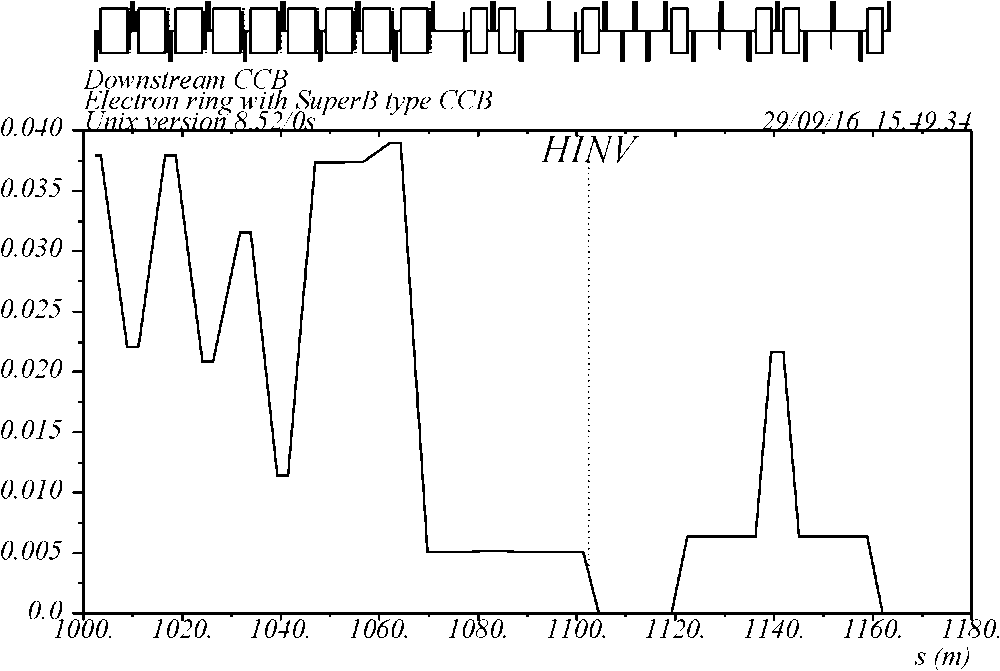 Downstream CCB
Electron ring with SuperB type CCB
Unix version 8.52/0s 29/09/16 15.49.34
0.040
HINV
0.035
0.030
0.025
0.020
0.015
0.010
0.005
0.0
1000. 1020. 1040. 1060. 1080. 1100. 1120. 1140. 1160. 1180.
s (m)